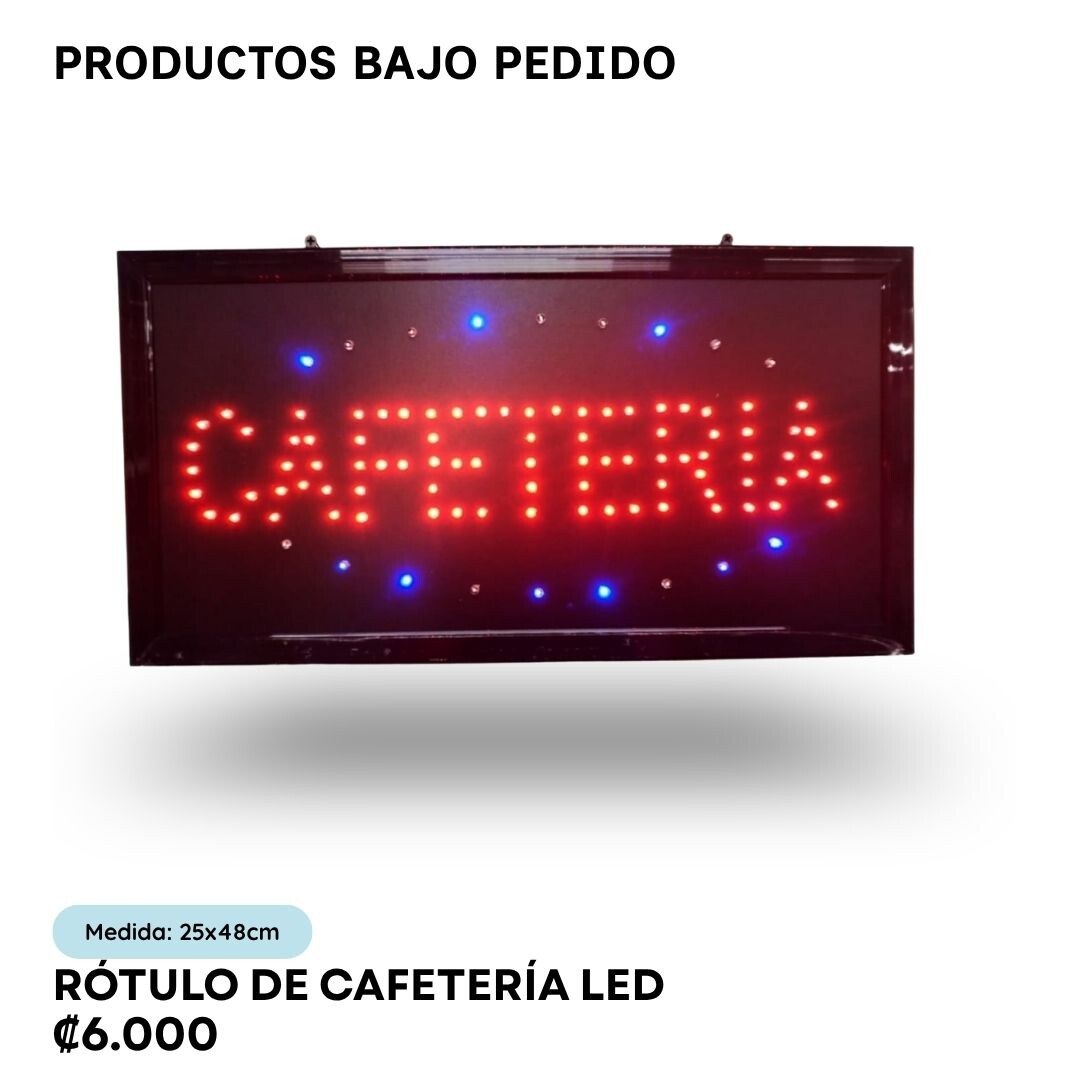 PRODUCTOS BAJO PEDIDO
CAFETERIA
Medida: 25x48cm
RÓTULO DE CAFETERÍA LED
₡6.000